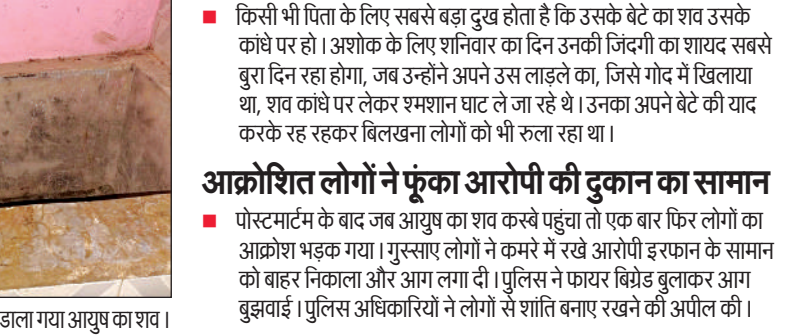 ■ किसी भी पिता के लिए सबसे बड़ा दुख होता है कि उसके बेटे का शव उसके
कांधे पर हो। अशोक के लिए शनिवार का दिन उनकी जिंदगी का शायद सबसे
बुरा दिन रहा होगा, जब उन्होंने अपने उस लाड़ले का, जिसे गोद में खिलाया
था, शव कांधे पर लेकर श्मशान घाट ले जा रहे थे। उनका अपने बेटे की याद
करके रह रहकर बिलखना लोगों को भी रुला रहा था।
आक्रोशित लोगों ने फूंका आरोपी की दुकान का सामान
■ पोस्टमार्टम के बाद जब आयुष का शव कस्बे पहुंचा तो एक बार फिर लोगों का
आक्रोश भड़क गया। गुस्साए लोगों ने कमरे में रखे आरोपी इरफान के सामान
को बाहर निकाला और आग लगा दी। पुलिस ने फायर बिग्रेड बुलाकर आग
बुझवाई। पुलिस अधिकारियों ने लोगों से शांति बनाए रखने की अपील की।
डाला गया आयुष का शव।